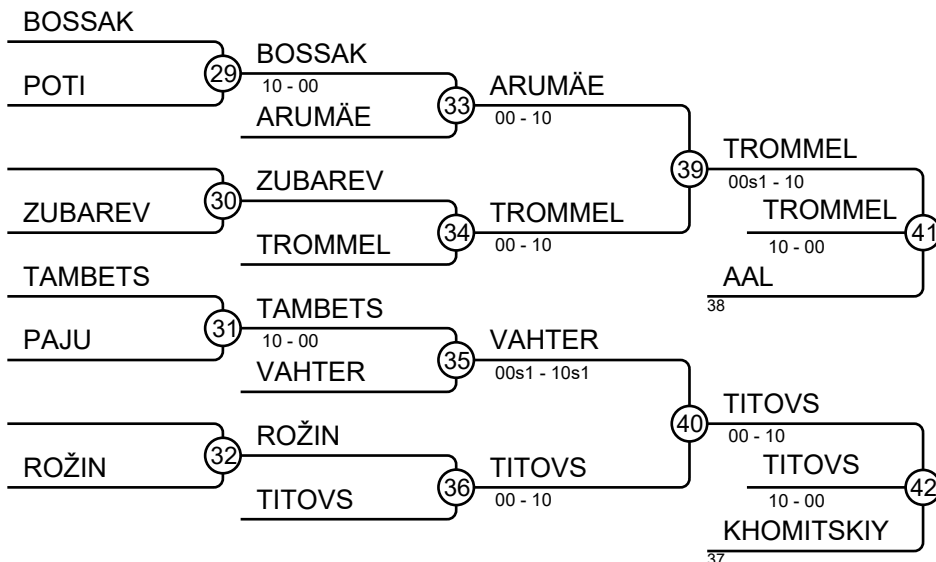 BOSSAK
POTI
29
BOSSAK
10 - 00
ARUMÄE
33
ARUMÄE
00 - 10
ZUBAREV
30
ZUBAREV
TROMMEL
34
TROMMEL
00 - 10
39
TROMMEL
00s1 - 10
TROMMEL
10 - 00
41
AAL
38
TAMBETS
PAJU
31
TAMBETS
10 - 00
VAHTER
35
VAHTER
00s1 - 10s1
ROŽIN
32
ROŽIN
TITOVS
36
TITOVS
00 - 10
40
TITOVS
00 - 10
TITOVS
10 - 00
42
KHOMITSKIY
37